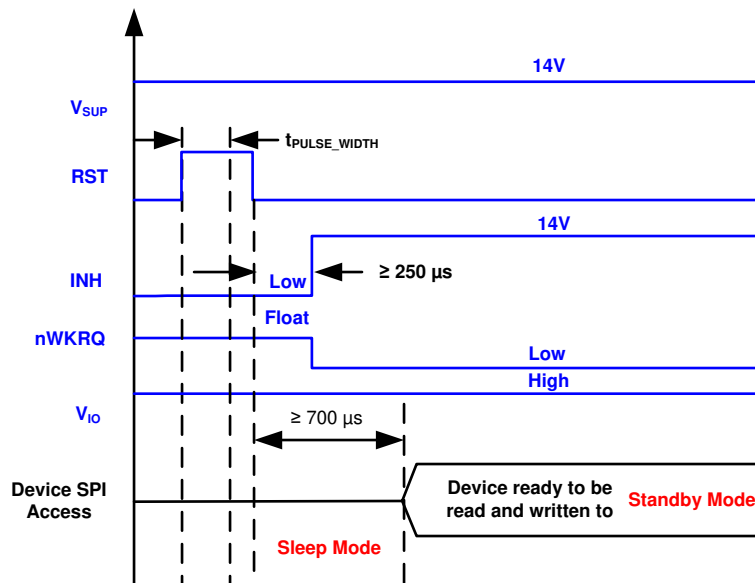 14V
VSUP
tPULSE_WIDTH
RST
14V
≥ 250 µs
INH
Low
Float
nWKRQ
Low
High
VIO
≥ 700 µs
Device SPI
Access
Device ready to be
read and written to
Standby Mode
Sleep Mode